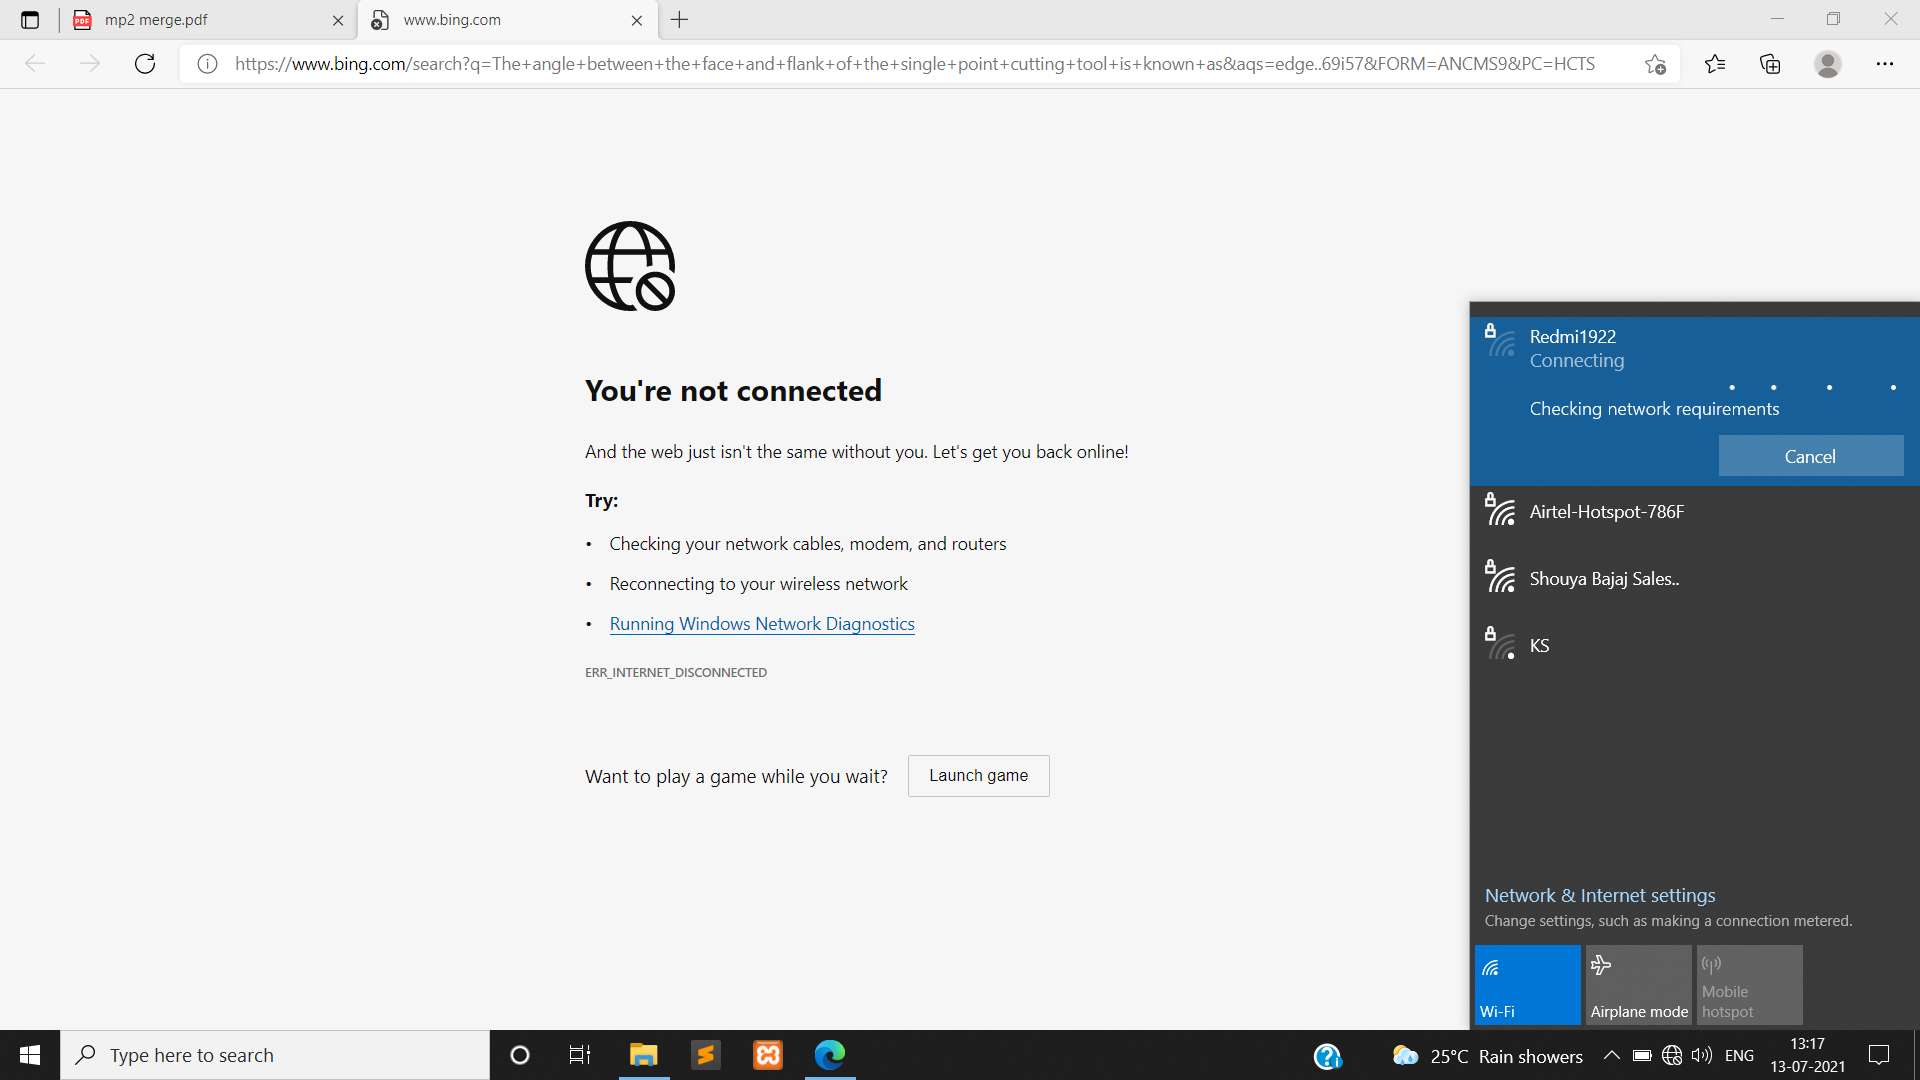 mp2 merge.pdf
www.bing.com
https://www.bing.com/search?q=The+angle+between+the+face+and+flank+of+the+single+point+cutting+tool+is+known+as&aqs=edge..69i57&FORM=ANCMS9&PC=HCTS
You're not connected
And the web just isn't the same without you. Let's get you back online!
Try:
• Checking your network cables, modem, and routers
• Reconnecting to your wireless network
• Running Windows Network Diagnostics
ERR_INTERNET_DISCONNECTED
Want to play a game while you wait?
Launch game
Redmi1922
Connecting
Checking network requirements
Cancel
Airtel-Hotspot-786F
Shouya Bajaj Sales..
KS
Network & Internet settings
Change settings, such as making a connection metered.
Wi-Fi
Airplane mode
Mobile
hotspot
Type here to search
25°C Rain showers
ENG
13:17
13-07-2021